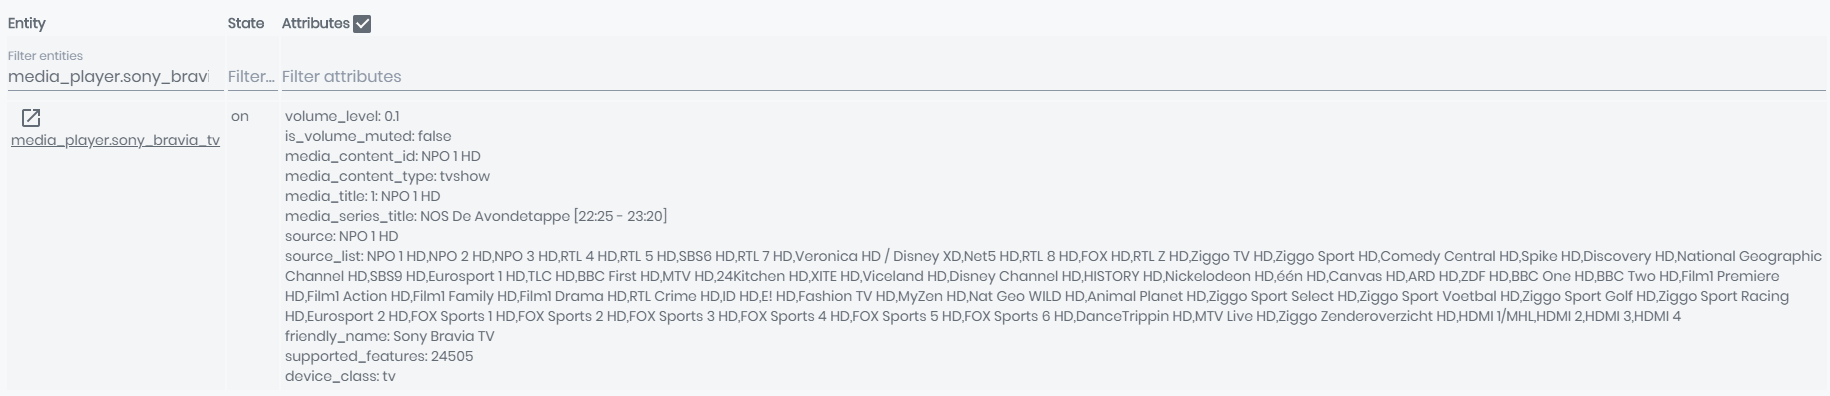 Entity State Attributes
Filter entities
media_player.sony_bravi Filter... Filter attributes
media_player.sony_bravia_tv
on
volume_level: 0.1
is_volume_muted: false
media_content_id: NPO 1 HD
media_content_type: tvshow
media_title: 1: NPO 1 HD
media_series_title: NOS De Avondetappe [22:25 - 23:20]
source: NPO 1 HD
source_list: NPO 1 HD,NPO 2 HD,NPO 3 HD,RTL 4 HD,RTL 5 HD,SBS6 HD,RTL 7 HD,Veronica HD / Disney XD,Net5 HD,RTL 8 HD,FOX HD,RTL Z HD,Ziggo TV HD,Ziggo Sport HD,Comedy Central HD,Spike HD,Discovery HD,National Geographic
Channel HD,SBS9 HD,Eurosport 1 HD,TLC HD,BBC First HD,MTV HD,24Kitchen HD,XITE HD,Viceland HD,Disney Channel HD,HISTORY HD,Nickelodeon HD,één HD,Canvas HD,ARD HD,ZDF HD,BBC One HD,BBC Two HD,Film1 Premiere
HD,Film1 Action HD,Film1 Family HD,Film1 Drama HD,RTL Crime HD,ID HD,E! HD,Fashion TV HD,MyZen HD,Nat Geo WILD HD,Animal Planet HD,Ziggo Sport Select HD,Ziggo Sport Voetbal HD,Ziggo Sport Golf HD,Ziggo Sport Racing
HD,Eurosport 2 HD,FOX Sports 1 HD,FOX Sports 2 HD,FOX Sports 3 HD,FOX Sports 4 HD,FOX Sports 5 HD,FOX Sports 6 HD,DanceTrippin HD,MTV Live HD,Ziggo Zenderoverzicht HD,HDMI 1/MHL,HDMI 2,HDMI 3,HDMI 4
friendly_name: Sony Bravia TV
supported_features: 24505
device_class: tv